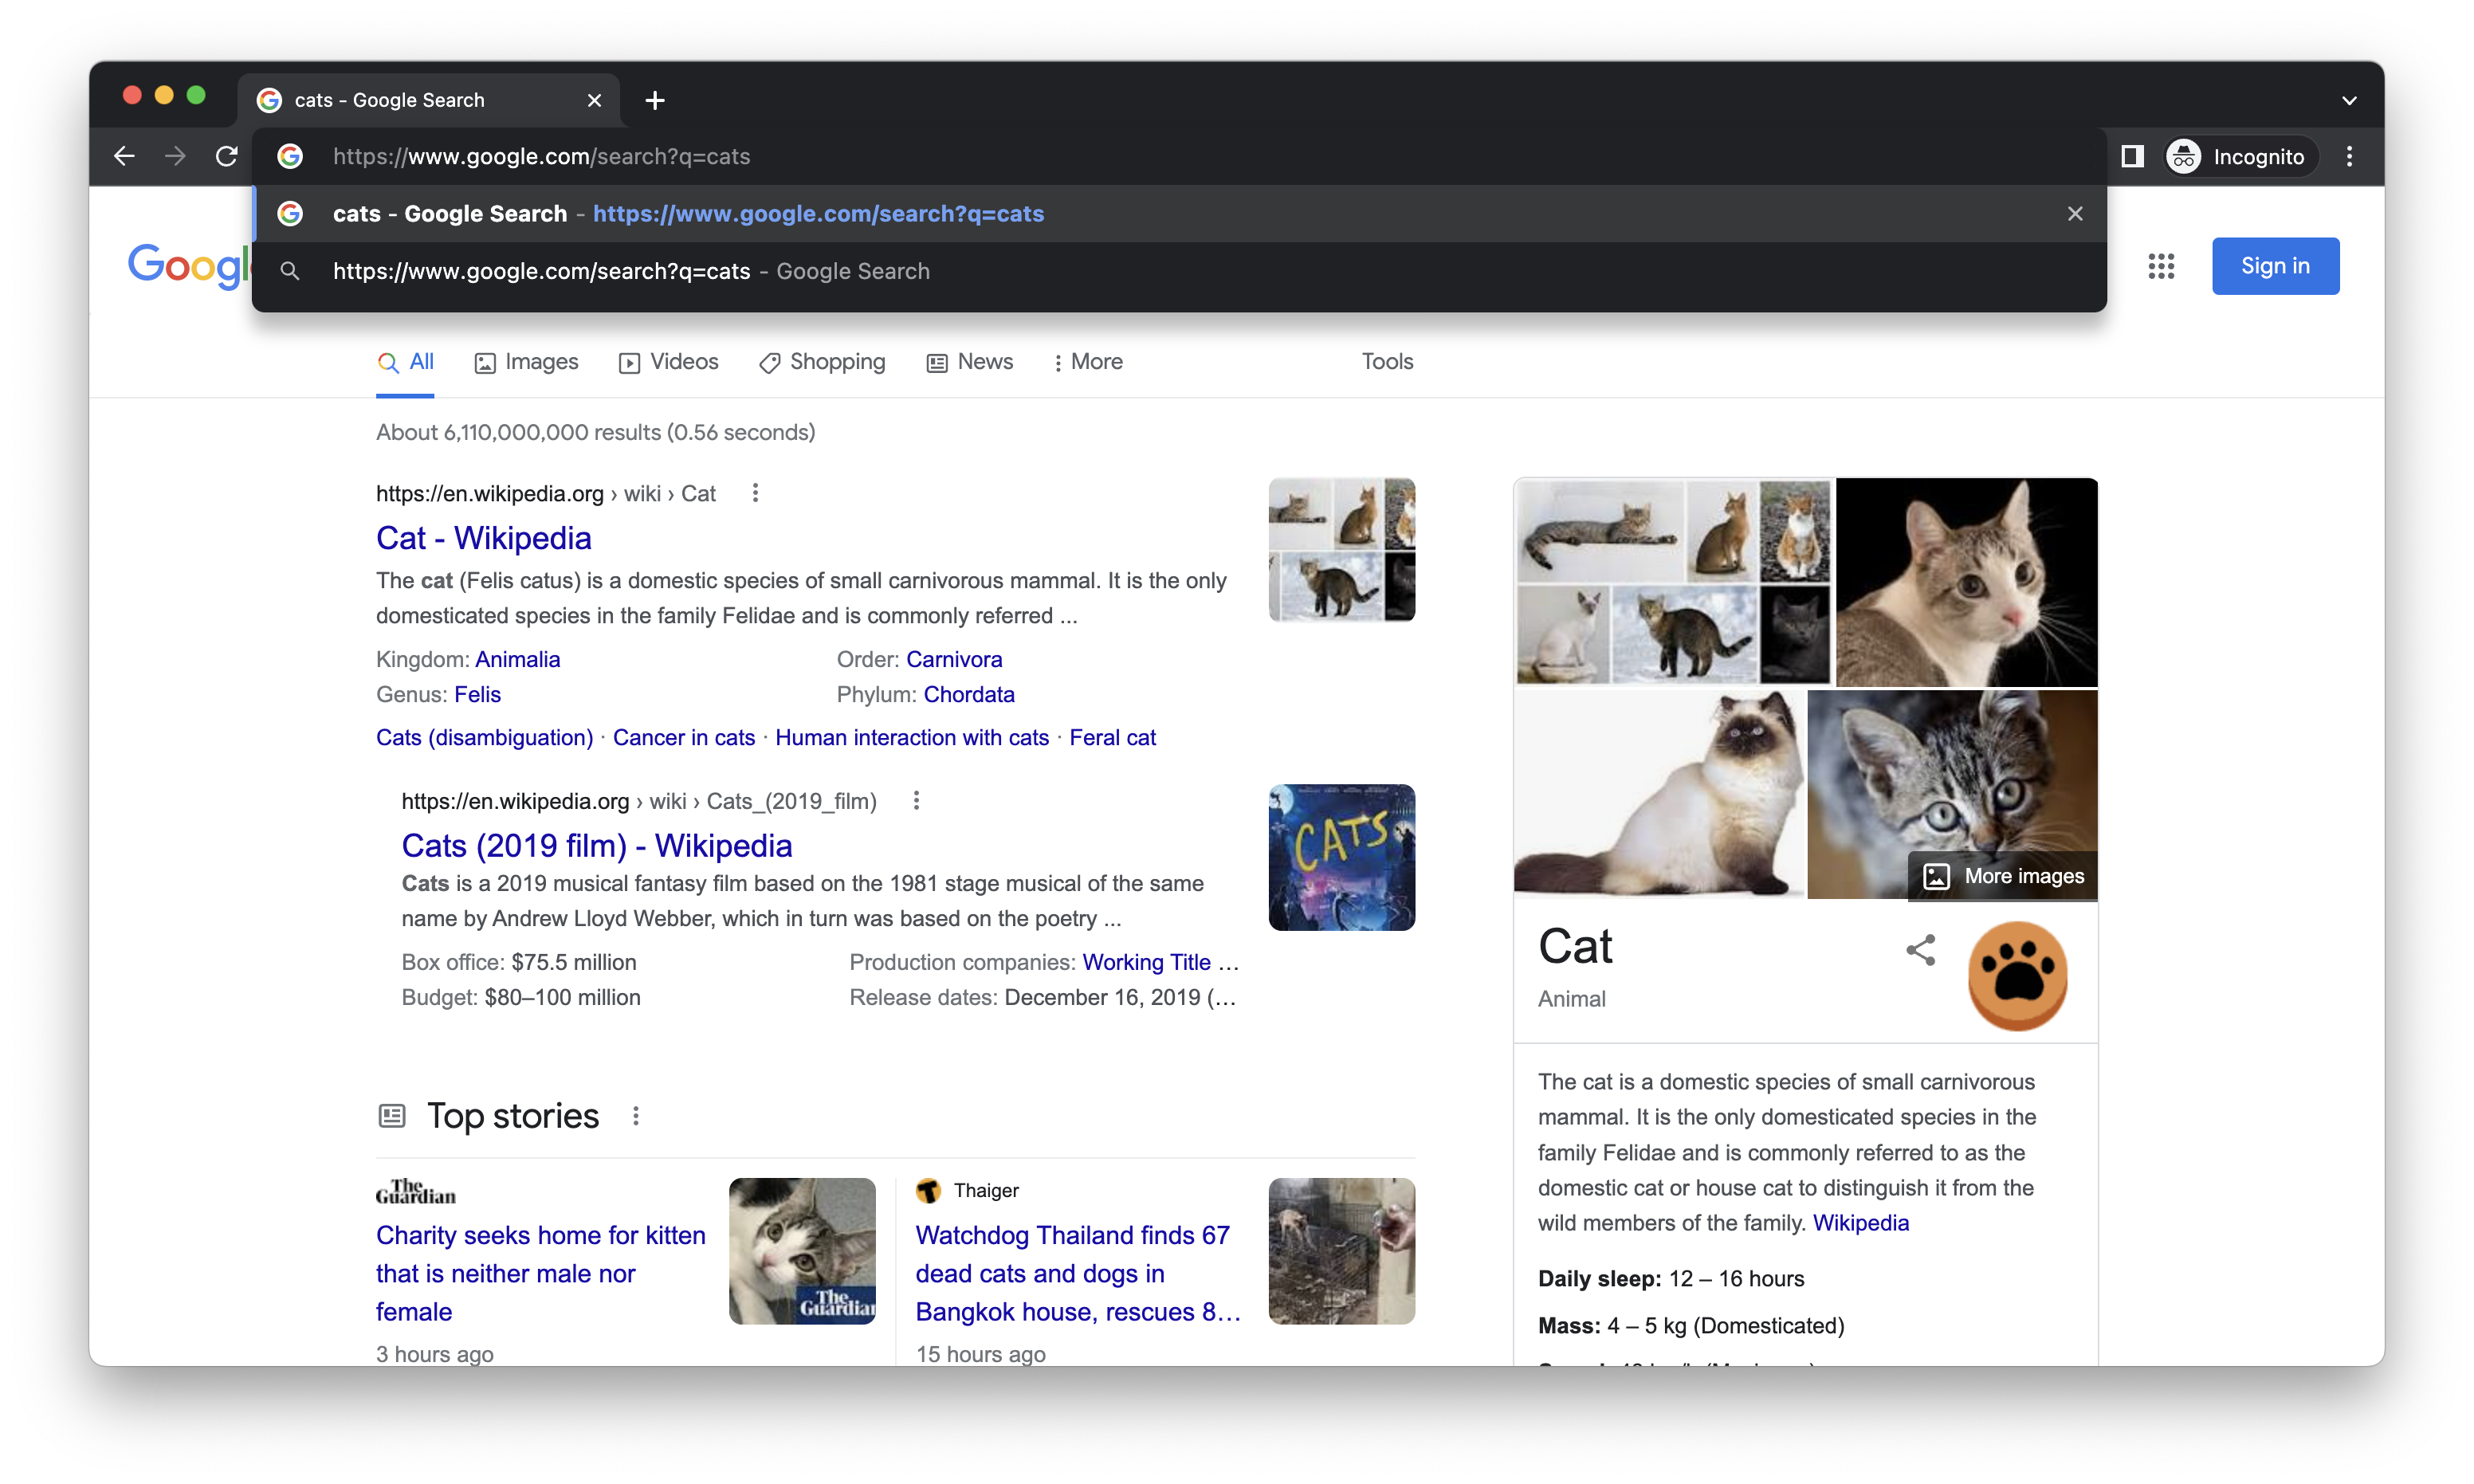 cats - Google Search
https://www.google.com/search?q=cats
Incognito
cats - Google Search - https://www.google.com/search?q=cats
https://www.google.com/search?q=cats - Google Search
Sign in
All
Images
Videos
Shopping
News
More
Tools
About 6,110,000,000 results (0.56 seconds)
https://en.wikipedia.org › wiki › Cat
Cat - Wikipedia
The cat (Felis catus) is a domestic species of small carnivorous mammal. It is the only
domesticated species in the family Felidae and is commonly referred ...
Kingdom: Animalia
Order: Carnivora
Genus: Felis
Phylum: Chordata
Cats (disambiguation) · Cancer in cats · Human interaction with cats · Feral cat
https://en.wikipedia.org › wiki › Cats_(2019_film)
Cats (2019 film) - Wikipedia
CATS
Cats is a 2019 musical fantasy film based on the 1981 stage musical of the same
name by Andrew Lloyd Webber, which in turn was based on the poetry ...
Box office: $75.5 million
Production companies: Working Title ...
Budget: $80–100 million
Release dates: December 16, 2019 (...
Top stories
The
Guardian
Charity seeks home for kitten
that is neither male nor
female
3 hours ago
The
Guardian
Thaiger
Watchdog Thailand finds 67
dead cats and dogs in
Bangkok house, rescues 8...
15 hours ago
More images
Cat
Animal
The cat is a domestic species of small carnivorous
mammal. It is the only domesticated species in the
family Felidae and is commonly referred to as the
domestic cat or house cat to distinguish it from the
wild members of the family. Wikipedia
Daily sleep: 12 – 16 hours
Mass: 4 – 5 kg (Domesticated)